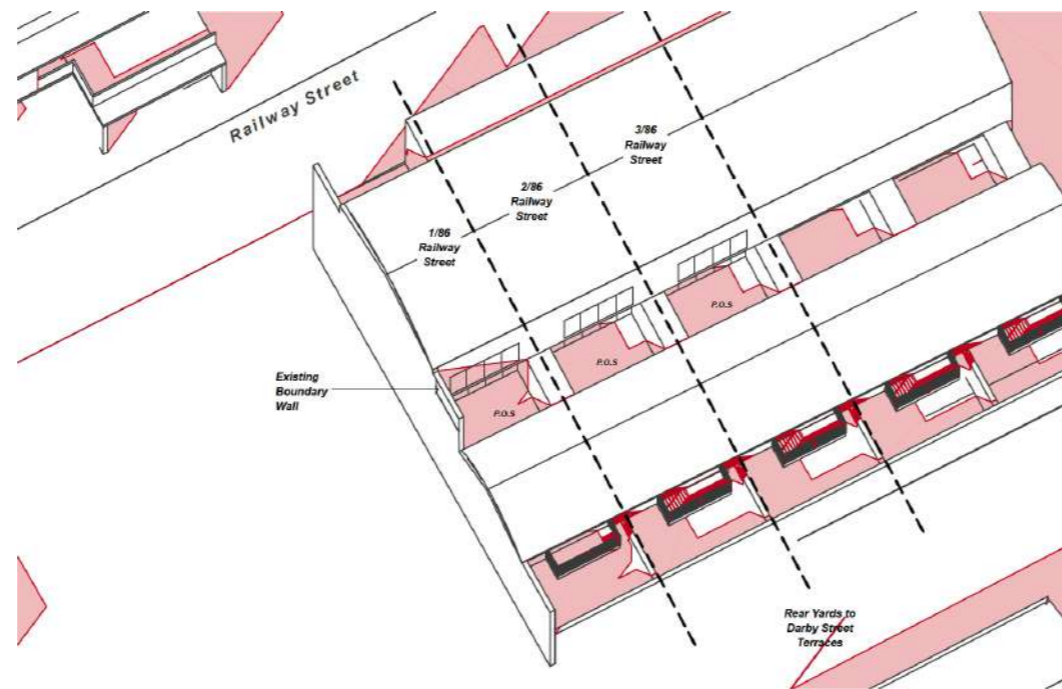 Railway Street
3/86
Railway
Street
2/86
Railway
Street
1/86
Railway
Street
P.O.S
P.O.S
P.O.S
Existing
Boundary
Wall
Rear Yards to
Darby Street
Terraces